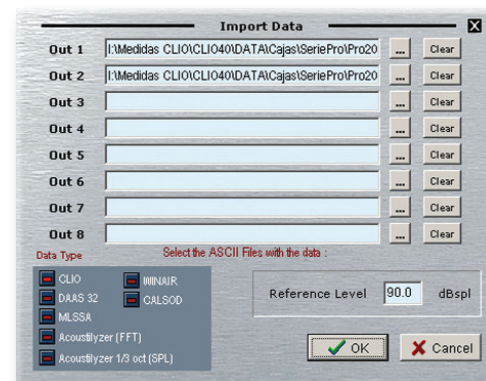 Import Data X
Out 1 I:\Medidas CLIO\CLIO40\DATA\Cajas\SeriePro\Pro20 ... Clear
Out 2 I:\Medidas CLIO\CLIO40\DATA\Cajas\SeriePro\Pro20 ... Clear
Out 3 ... Clear
Out 4 ... Clear
Out 5 ... Clear
Out 6 ... Clear
Out 7 ... Clear
Out 8 ... Clear
Data Type Select the ASCII Files with the data :
CLIO WINAIR
DAAS 32 CALSOD
MLSSA
Acoustilyzer (FFT)
Acoustilyzer 1/3 oct (SPL)
Reference Level 90.0 dBspl
OK Cancel